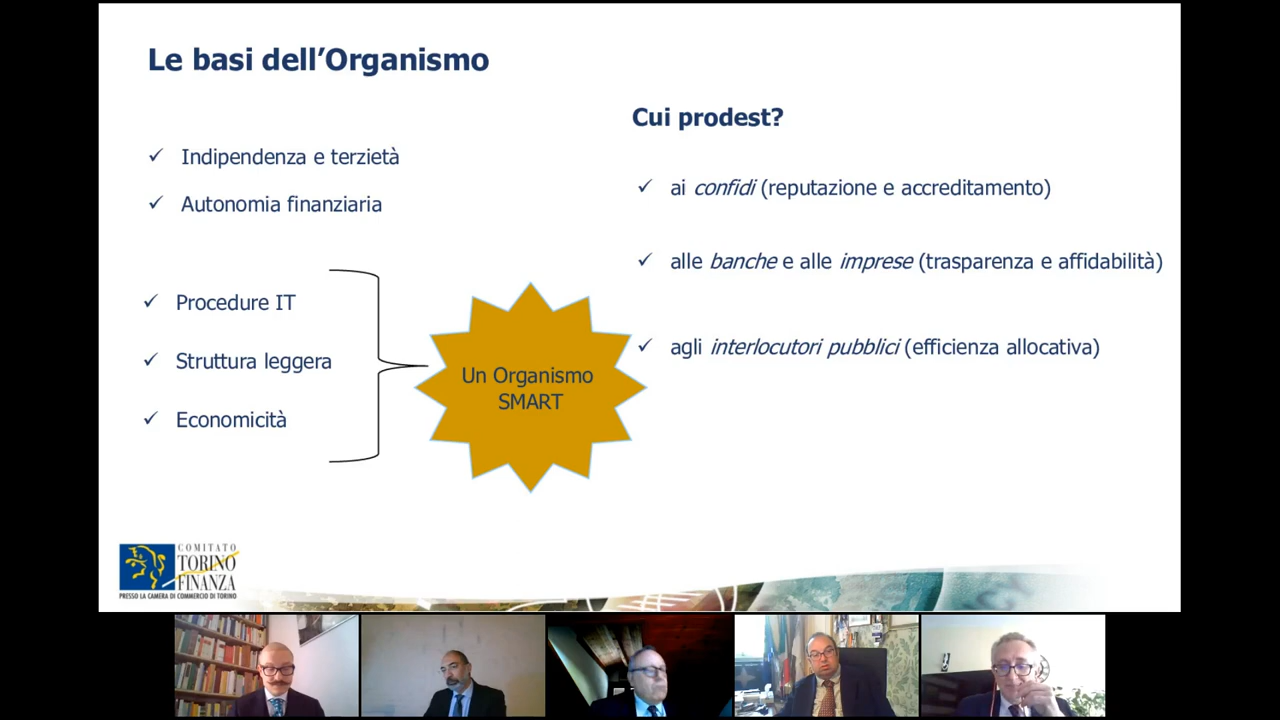 Le basi dell’Organismo
Indipendenza e terzietà
Autonomia finanziaria
Procedure IT
Struttura leggera
Economicità
Un Organismo
SMART
Cui prodest?
ai confidi (reputazione e accreditamento)
alle banche e alle imprese (trasparenza e affidabilità)
agli interlocutori pubblici (efficienza allocativa)
COMITATO
TORINO
FINANZA
PRESSO LA CAMERA DI COMMERCIO DI TORINO